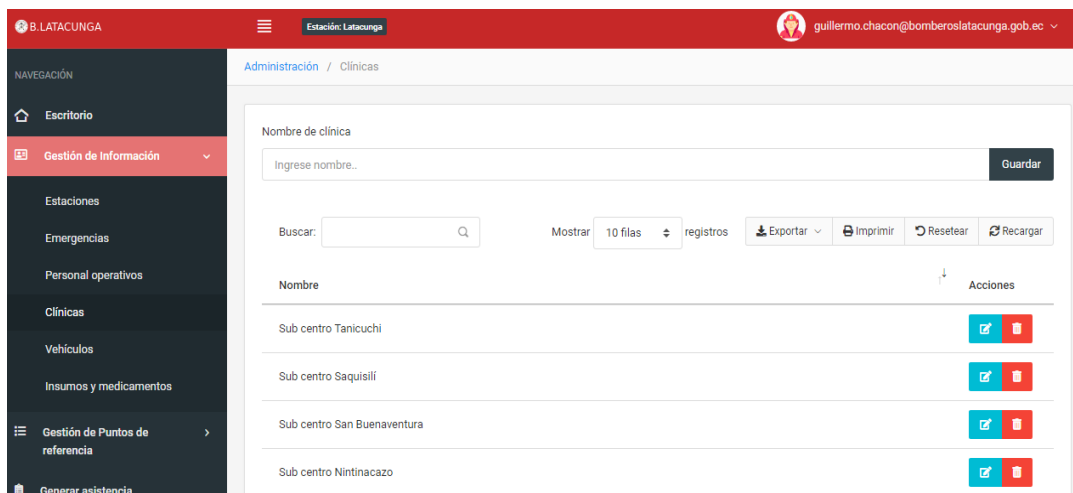 B.LATACUNGA
Estación: Latacunga
guillermo.chacon@bomberoslatacunga.gob.ec
NAVEGACIÓN
Escritorio
Gestión de Información
Estaciones
Emergencias
Personal operativos
Clínicas
Vehículos
Insumos y medicamentos
Gestión de Puntos de
referencia
Generar asistencia
Administración / Clínicas
Nombre de clínica
Ingrese nombre.. Guardar
Buscar: Mostrar 10 filas registros Exportar Imprimir Resetear Recargar
Nombre Acciones
Sub centro Tanicuchi
Sub centro Saquisilí
Sub centro San Buenaventura
Sub centro Nintinacazo